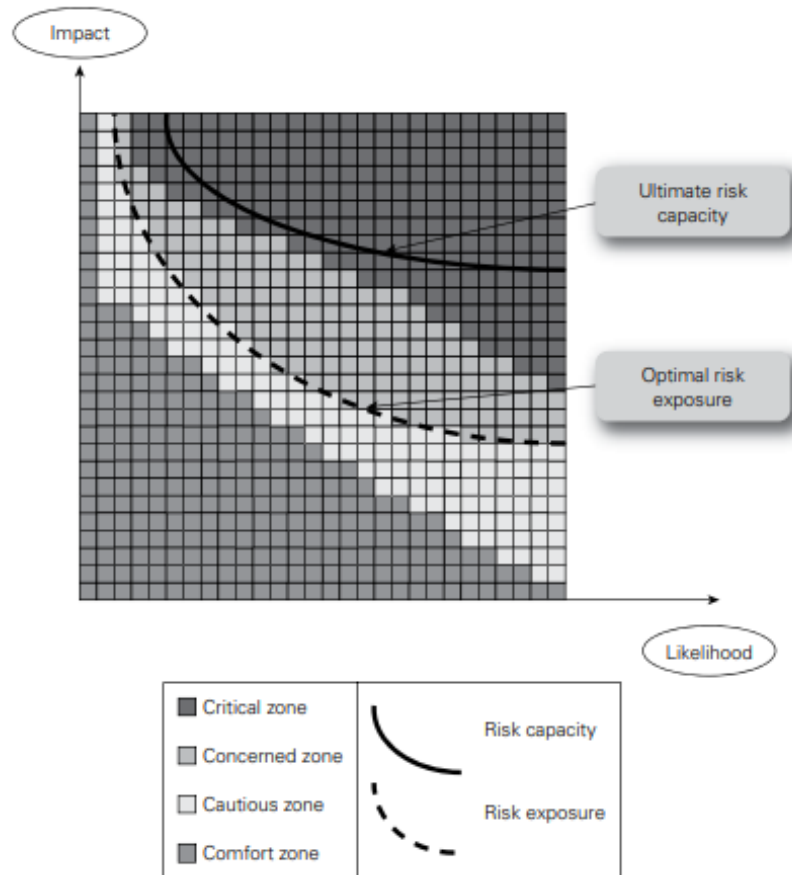 Impact
Ultimate risk
capacity
Optimal risk
exposure
Likelihood
Critical zone
Concerned zone
Cautious zone
Comfort zone
Risk capacity
Risk exposure